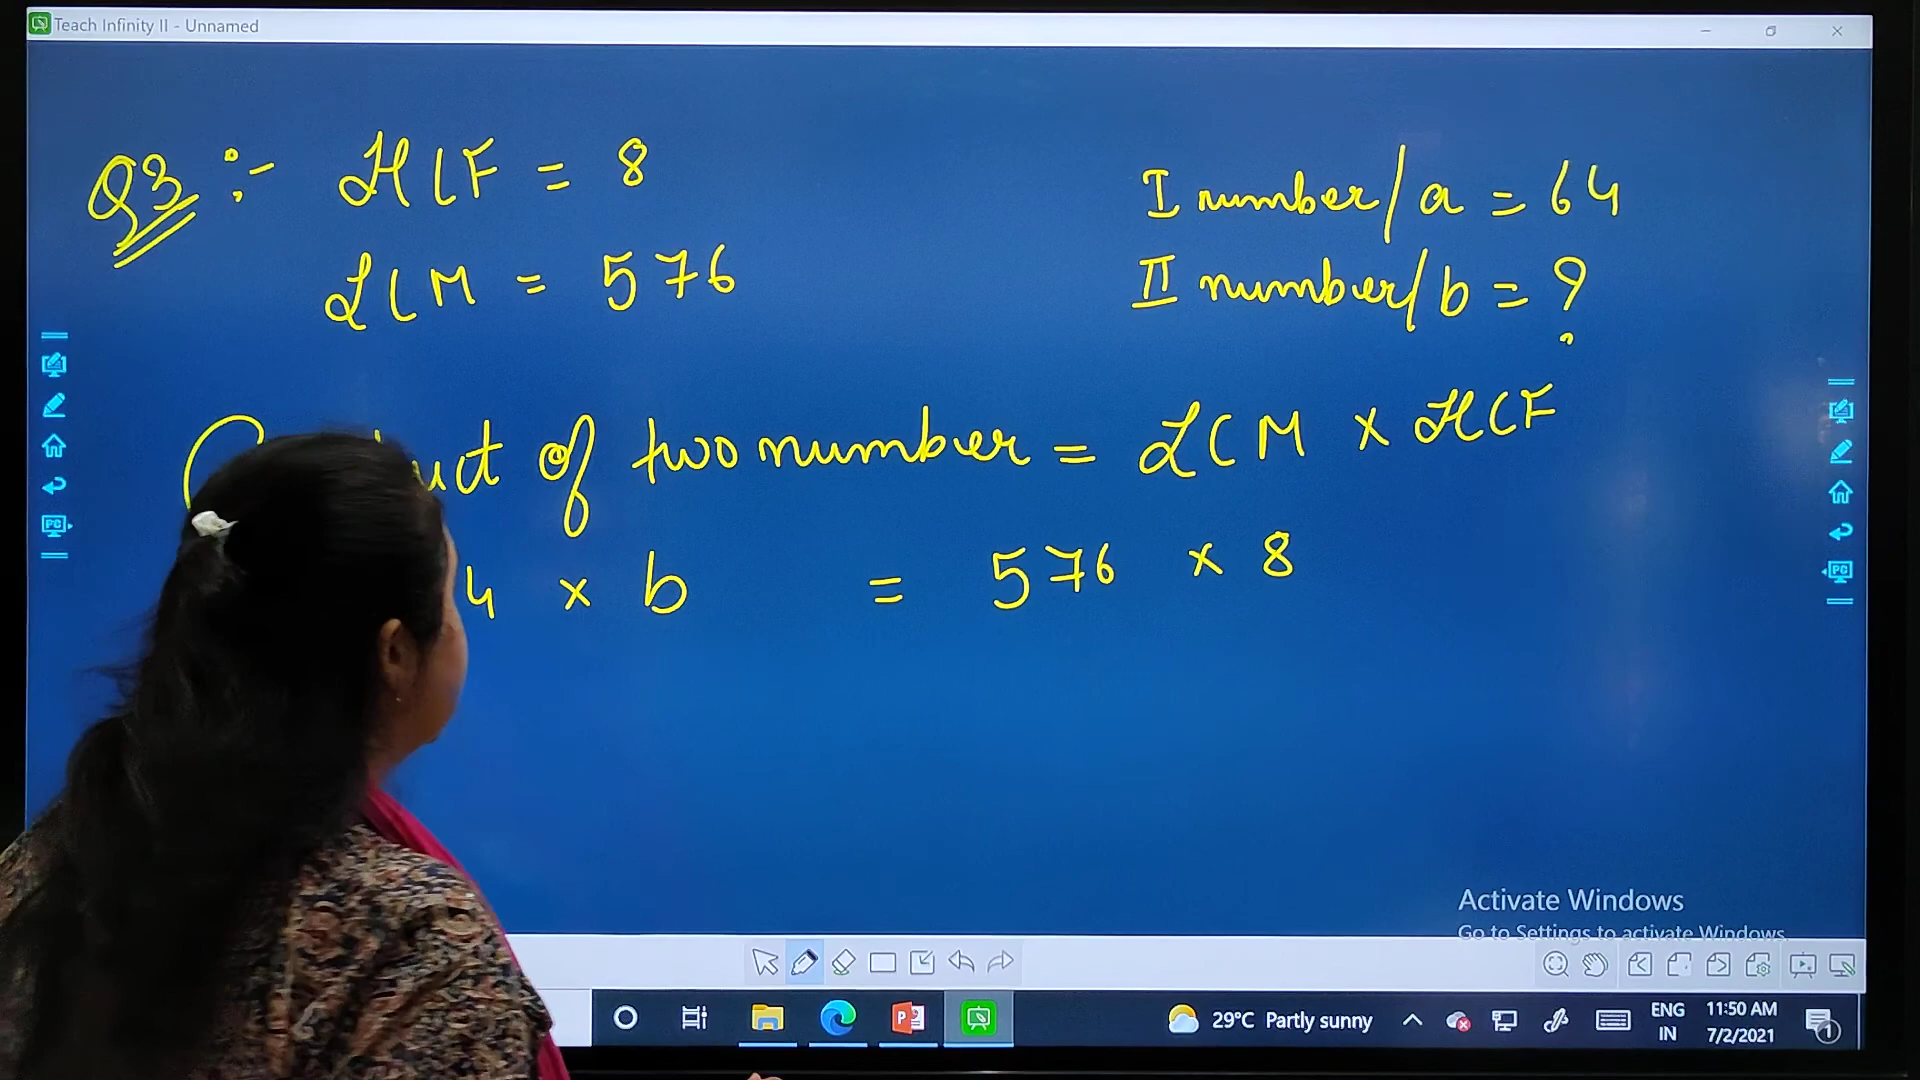 Teach Infinity II - Unnamed
Q3 :- HCF = 8
LCM = 576
I number/a = 64
II number/b = ?
of two number = LCM × HCF
4 × b = 576 × 8
Activate Windows
Go to Settings to activate Windows.
29°C Partly sunny
ENG
IN
11:50 AM
7/2/2021
1